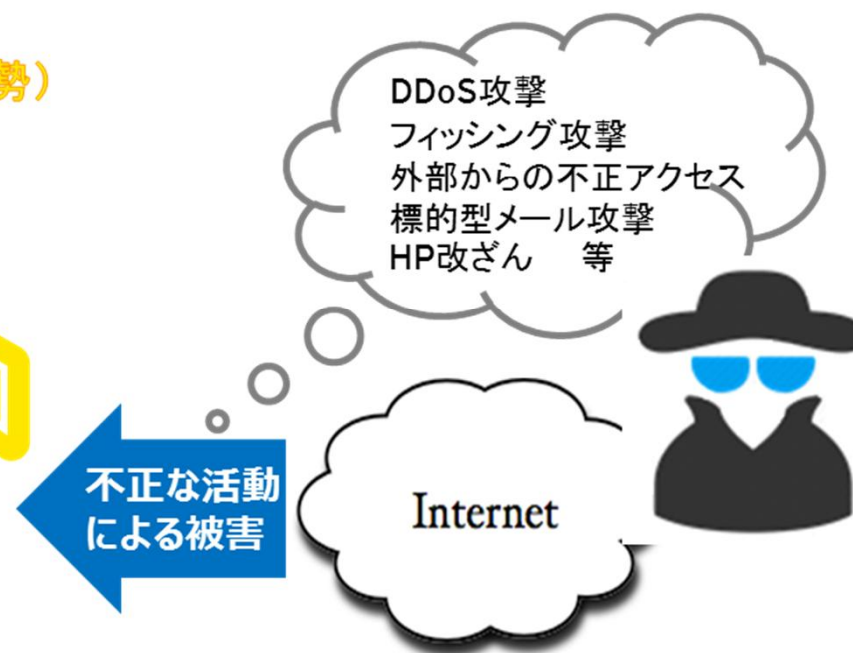 勢）
DDoS攻撃
フィッシング攻撃
外部からの不正アクセス
標的型メール攻撃
HP改ざん　等
不正な活動
による被害
Internet